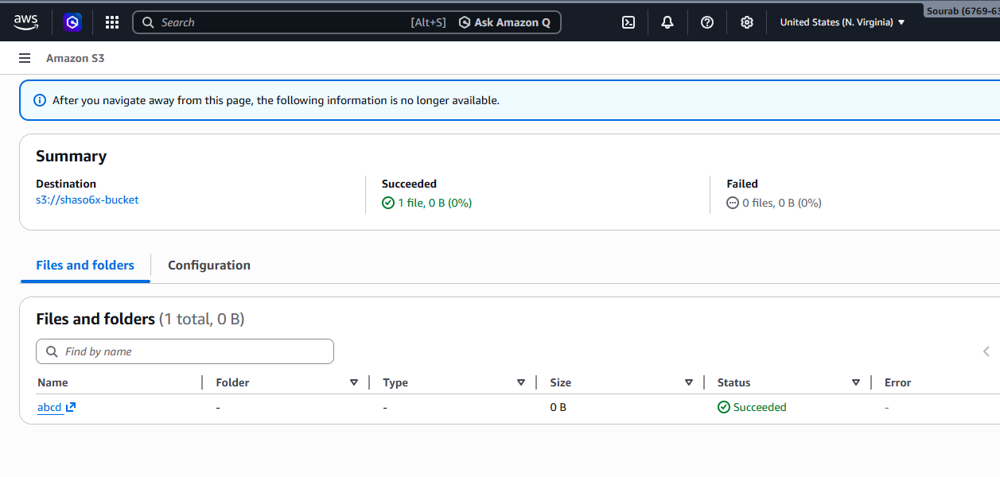 aws Search [Alt+S] Ask Amazon Q United States (N. Virginia) Sourab (6769-63
Amazon S3
After you navigate away from this page, the following information is no longer available.
Summary
Destination Succeeded Failed
s3://shaso6x-bucket 1 file, 0 B (0%) 0 files, 0 B (0%)
Files and folders Configuration
Files and folders (1 total, 0 B)
Find by name
Name Folder Type Size Status Error
abcd - - 0 B Succeeded -